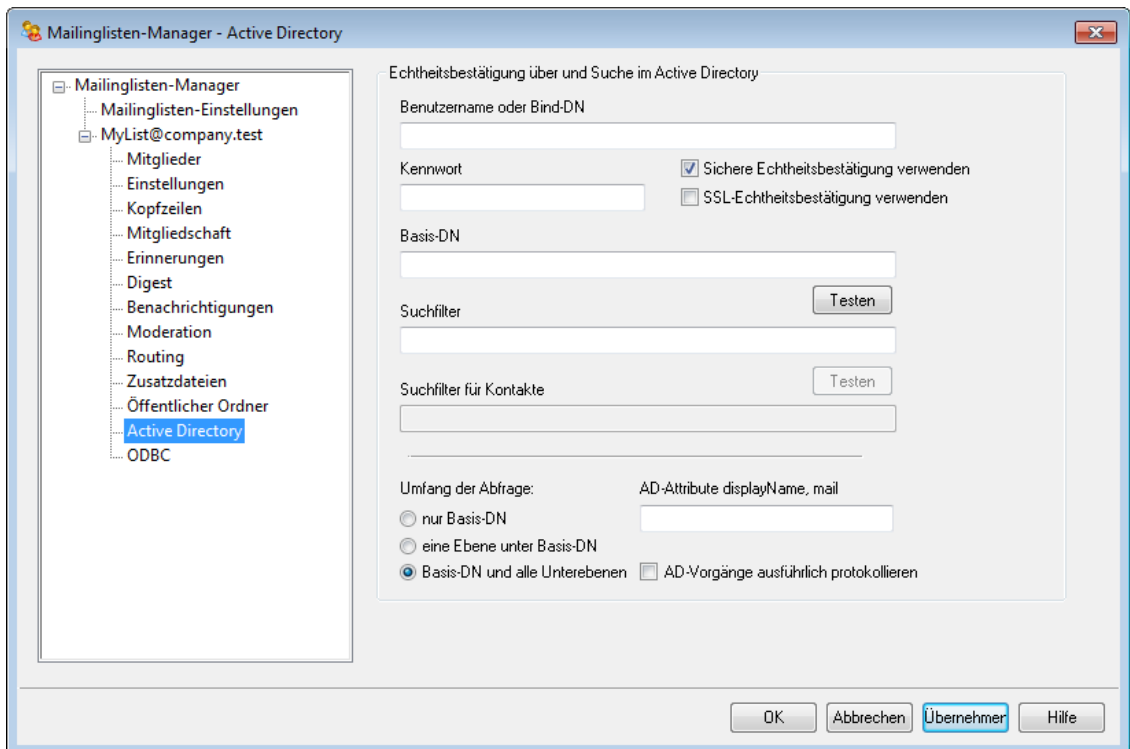 Mailinglisten-Manager - Active Directory
Mailinglisten-Manager
Mailinglisten-Einstellungen
MyList@company.test
Mitglieder
Einstellungen
Kopfzeilen
Mitgliedschaft
Erinnerungen
Digest
Benachrichtigungen
Moderation
Routing
Zusatzdateien
Öffentlicher Ordner
Active Directory
ODBC
Echtheitsbestätigung über und Suche im Active Directory
Benutzername oder Bind-DN
Kennwort
Sichere Echtheitsbestätigung verwenden
SSL-Echtheitsbestätigung verwenden
Basis-DN
Testen
Suchfilter
Testen
Suchfilter für Kontakte
Umfang der Abfrage:
AD-Attribute displayName, mail
nur Basis-DN
eine Ebene unter Basis-DN
Basis-DN und alle Unterebenen
AD-Vorgänge ausführlich protokollieren
OK
Abbrechen
Übernehmen
Hilfe